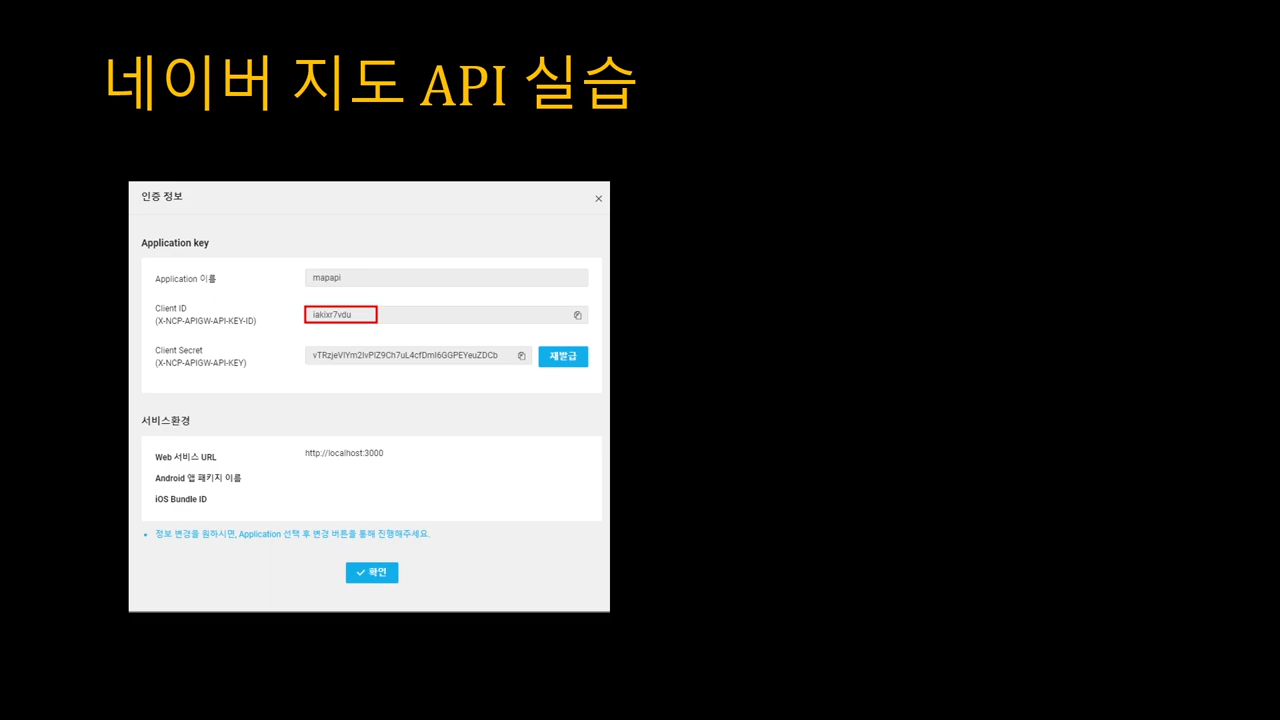 네이버 지도 API 실습
인증 정보
Application key
Application 이름
mapapi
Client ID
(X-NCP-APIGW-API-KEY-ID)
iakixr7vdu
Client Secret
(X-NCP-APIGW-API-KEY)
재발급
서비스환경
Web 서비스 URL
http://localhost:3000
Android 앱 패키지 이름
iOS Bundle ID
정보 변경을 원하시면, Application 선택 후 변경 버튼을 통해 진행해주세요.
확인